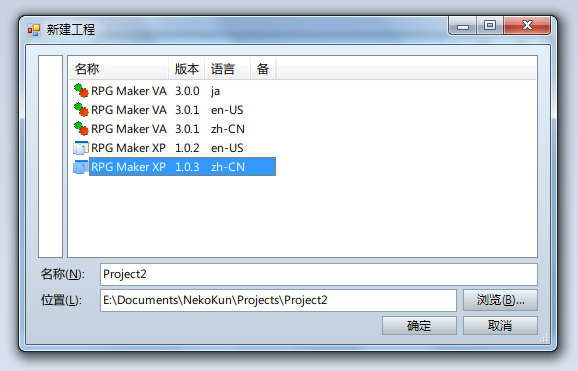 新建工程
名称 版本 语言 备
RPG Maker VA 3.0.0 ja
RPG Maker VA 3.0.1 en-US
RPG Maker VA 3.0.1 zh-CN
RPG Maker XP 1.0.2 en-US
RPG Maker XP 1.0.3 zh-CN
名称(N): Project2
位置(L): E:\Documents\NekoKun\Projects\Project2 浏览(B)...
确定 取消